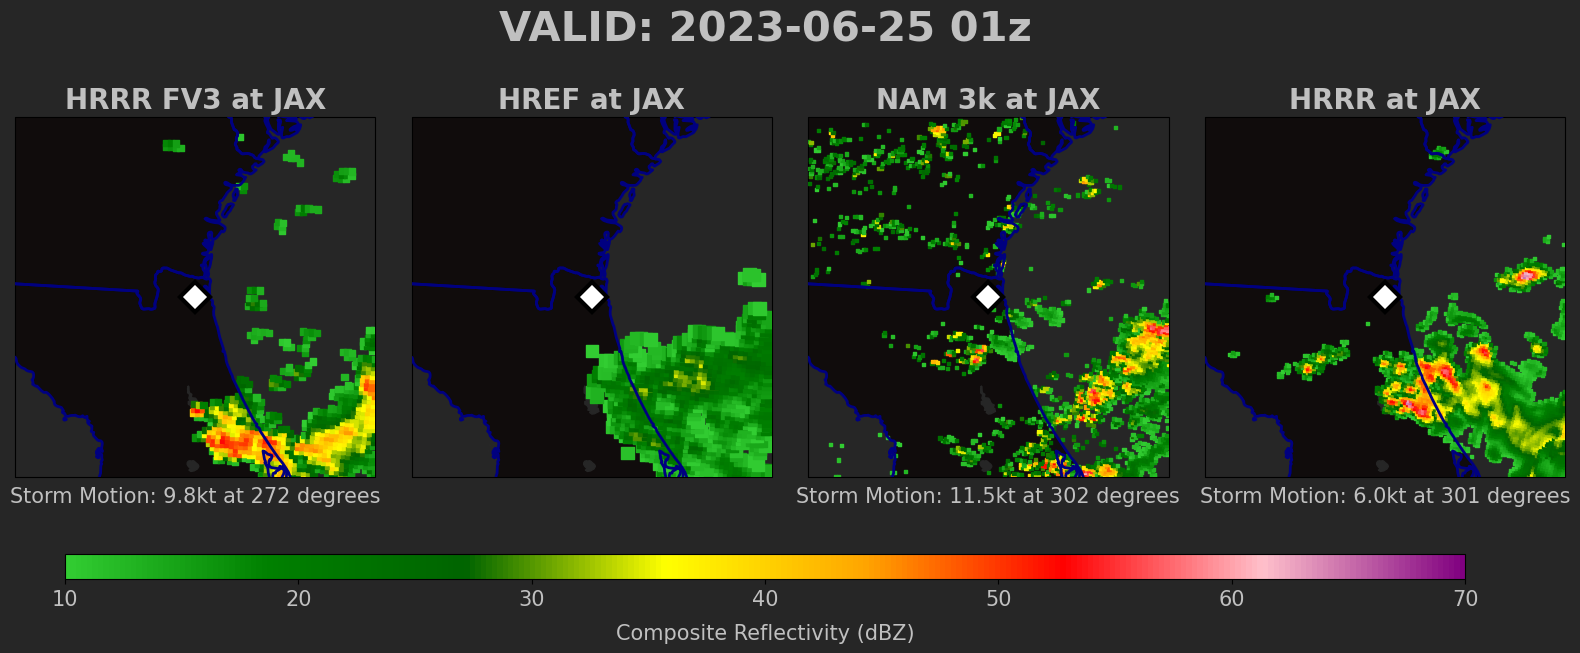 VALID: 2023-06-25 01z
HRRR FV3 at JAX
HREF at JAX
NAM 3k at JAX
HRRR at JAX
Storm Motion: 9.8kt at 272 degrees
Storm Motion: 11.5kt at 302 degrees
Storm Motion: 6.0kt at 301 degrees
10 20 30 40 50 60 70
Composite Reflectivity (dBZ)